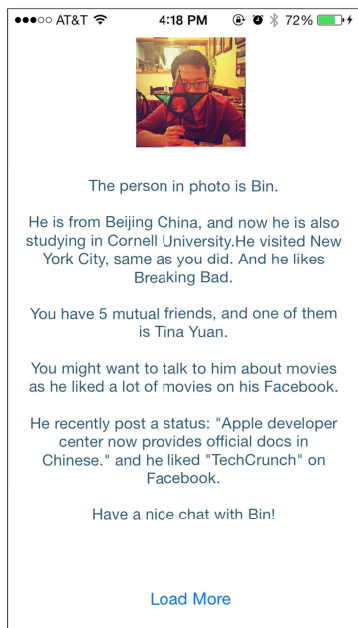 AT&T 4:18 PM 72%
The person in photo is Bin.
He is from Beijing China, and now he is also
studying in Cornell University.He visited New
York City, same as you did. And he likes
Breaking Bad.
You have 5 mutual friends, and one of them
is Tina Yuan.
You might want to talk to him about movies
as he liked a lot of movies on his Facebook.
He recently post a status: "Apple developer
center now provides official docs in
Chinese." and he liked "TechCrunch" on
Facebook.
Have a nice chat with Bin!
Load More